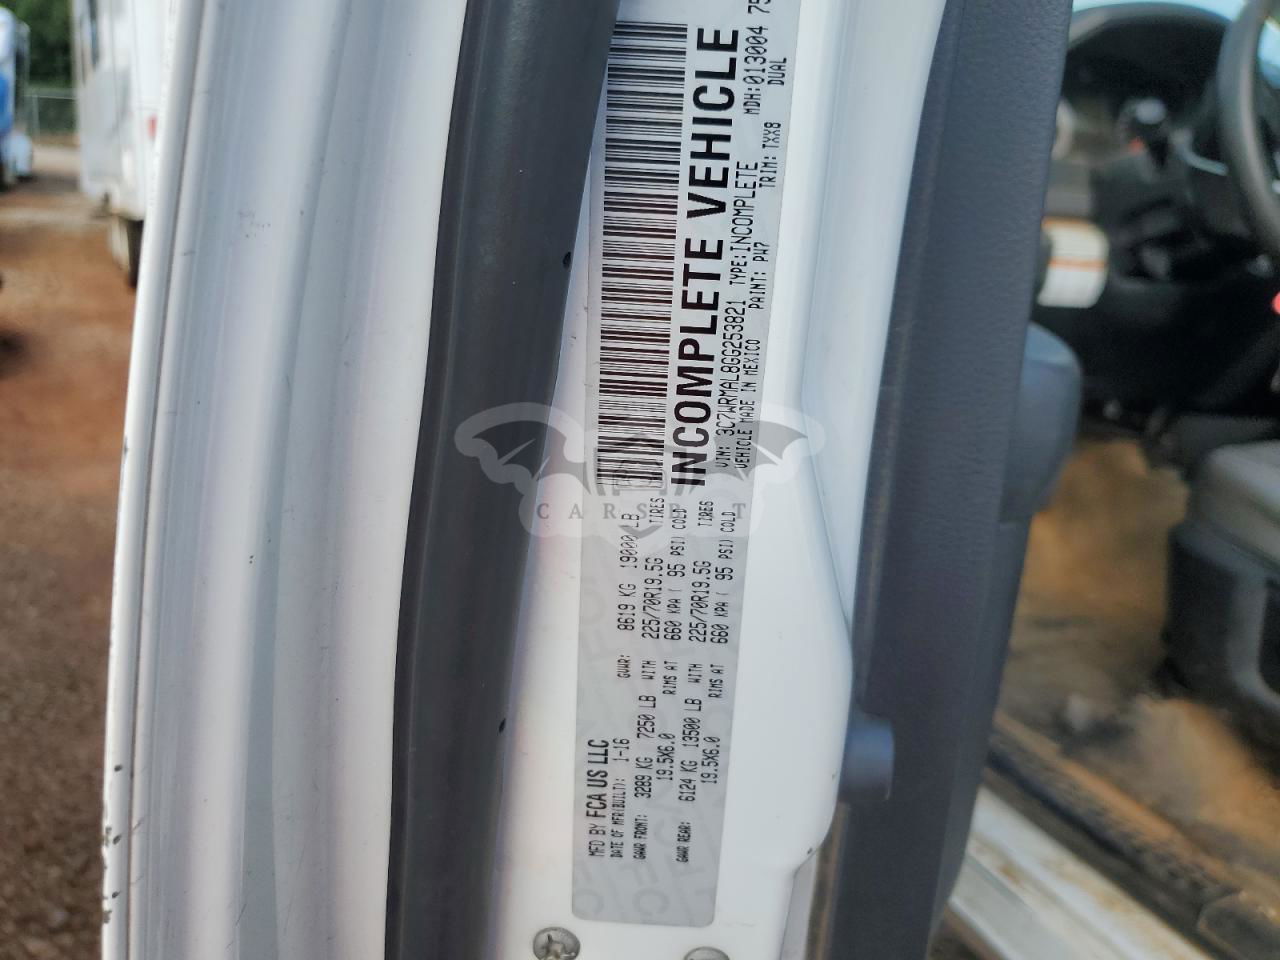 MFD BY FCA US LLC
DATE OF MFR(BUILT): 1-16 GVWR: 8619 KG 19000 LB
GAWR FRONT: 3289 KG 7250 LB WITH 225/70R19.5G TIRES
19.5X6.0 RIMS AT 660 KPA ( 95 PSI) COLD
GAWR REAR: 6124 KG 13500 LB WITH 225/70R19.5G TIRES
19.5X6.0 RIMS AT 660 KPA ( 95 PSI) COLD
INCOMPLETE VEHICLE
VIN: 3C7WRMAL8GG253821 TYPE:INCOMPLETE MDH:013004 75
VEHICLE MADE IN MEXICO PAINT: PW7 TRIM: TXX8 DUAL